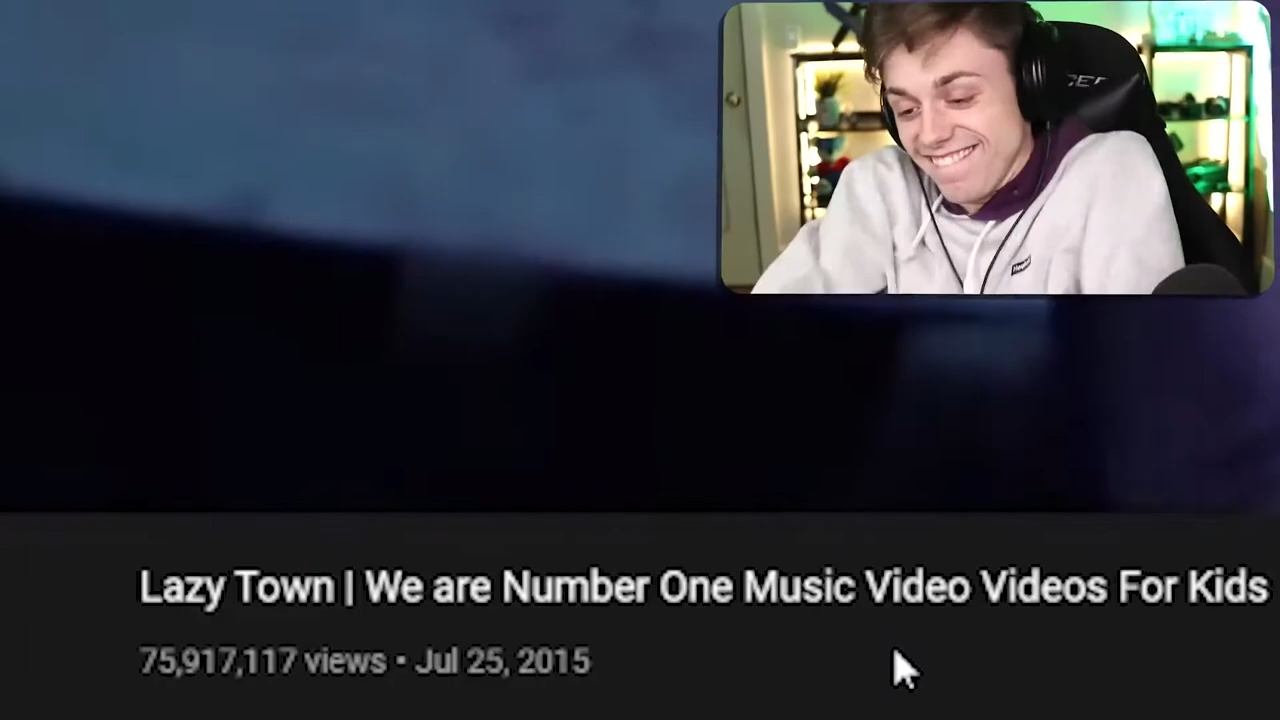 Lazy Town | We are Number One Music Video Videos For Kids
75,917,117 views • Jul 25, 2015